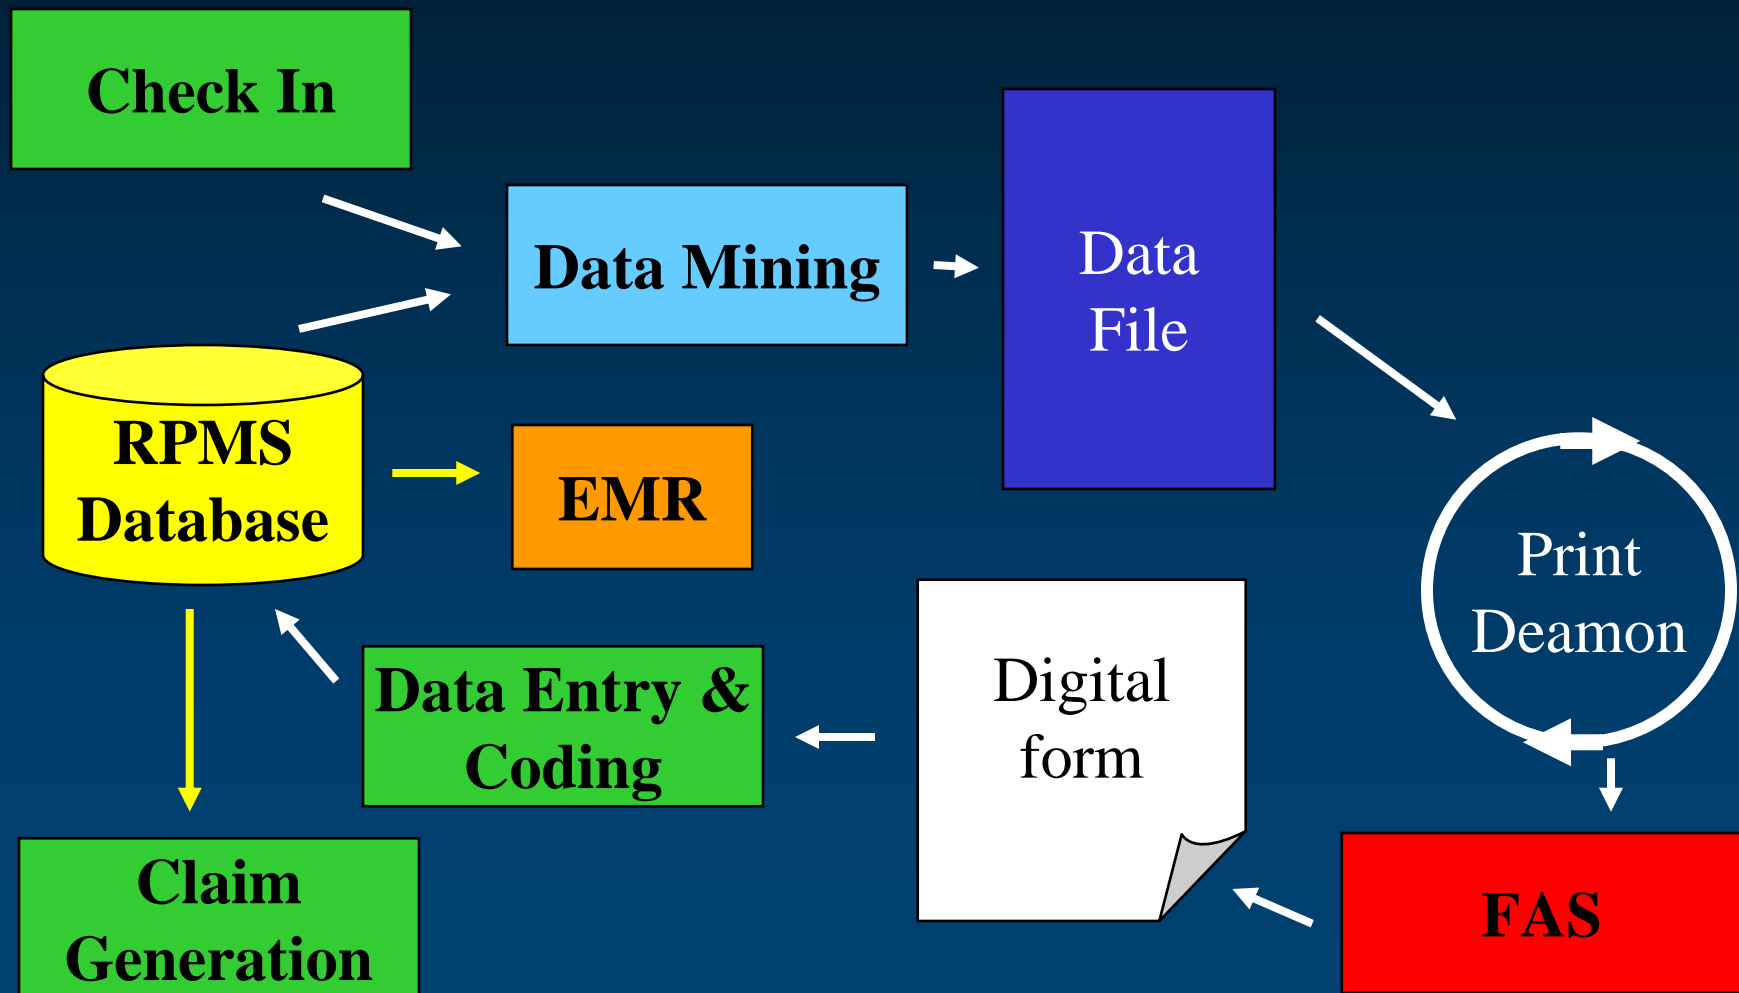 Check In
Data Mining
Data
File
RPMS
Database
EMR
Print
Deamon
Data Entry &
Coding
Digital
form
Claim
Generation
FAS